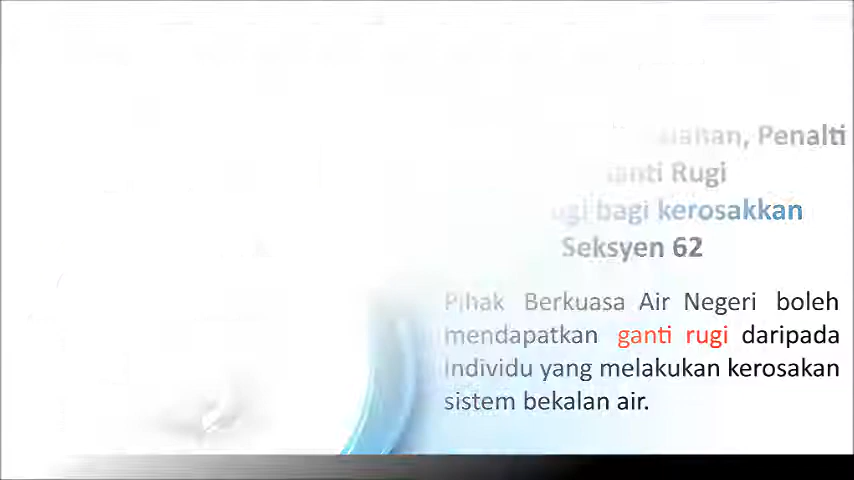 Penalti
Rugi
bagi kerosakkan
Seksyen 62
Pihak Berkuasa Air Negeri boleh
mendapatkan ganti rugi daripada
individu yang melakukan kerosakan
sistem bekalan air.